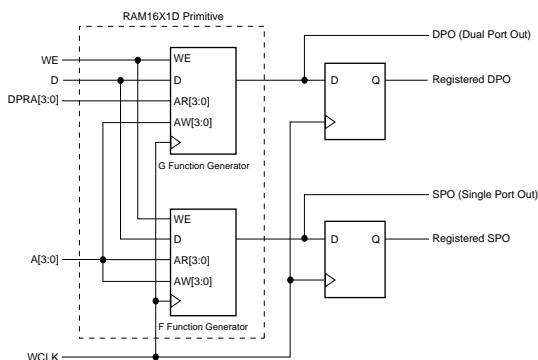 RAM16X1D Primitive
DPO (Dual Port Out)
WE
WE
D
D
D
Q
Registered DPO
DPRA[3:0]
AR[3:0]
AW[3:0]
G Function Generator
SPO (Single Port Out)
WE
D
D
Q
Registered SPO
A[3:0]
AR[3:0]
AW[3:0]
F Function Generator
WCLK